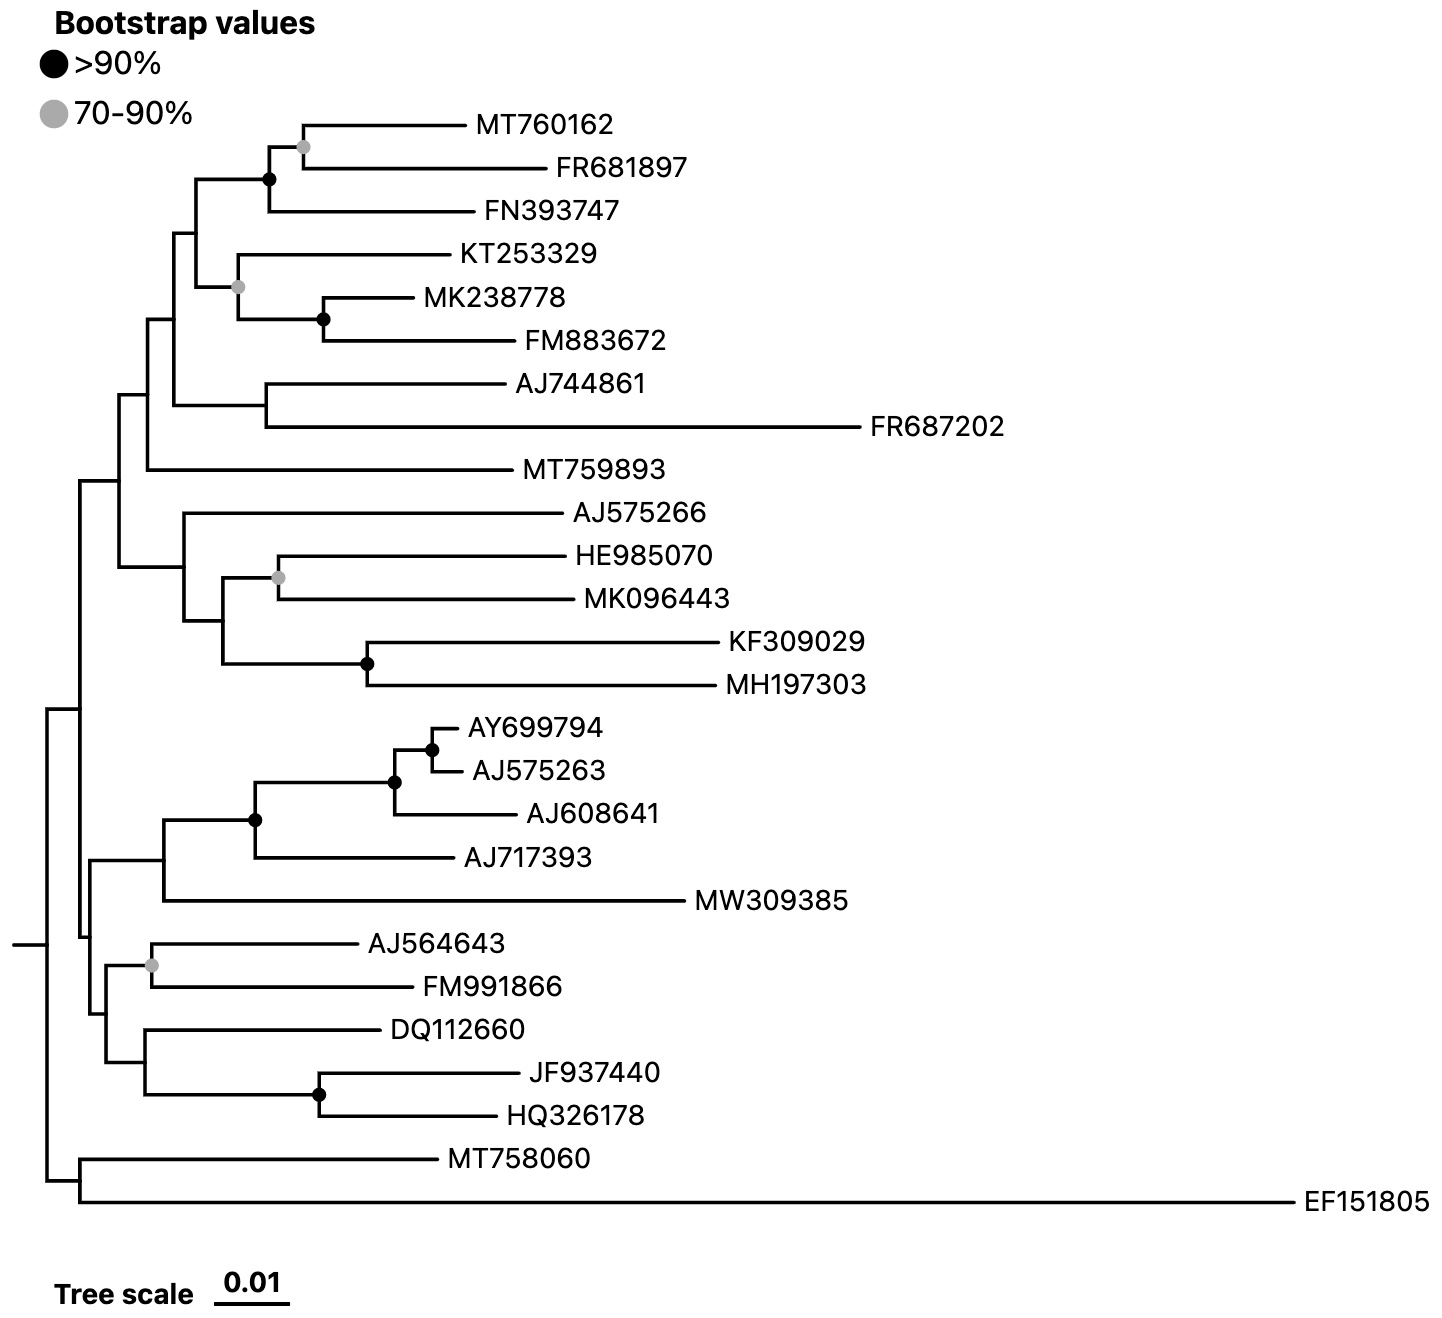 Bootstrap values
>90%
70-90%
MT760162
FR681897
FN393747
KT253329
MK238778
FM883672
AJ744861
FR687202
MT759893
AJ575266
HE985070
MK096443
KF309029
MH197303
AY699794
AJ575263
AJ608641
AJ717393
MW309385
AJ564643
FM991866
DQ112660
JF937440
HQ326178
MT758060
EF151805
Tree scale 0.01